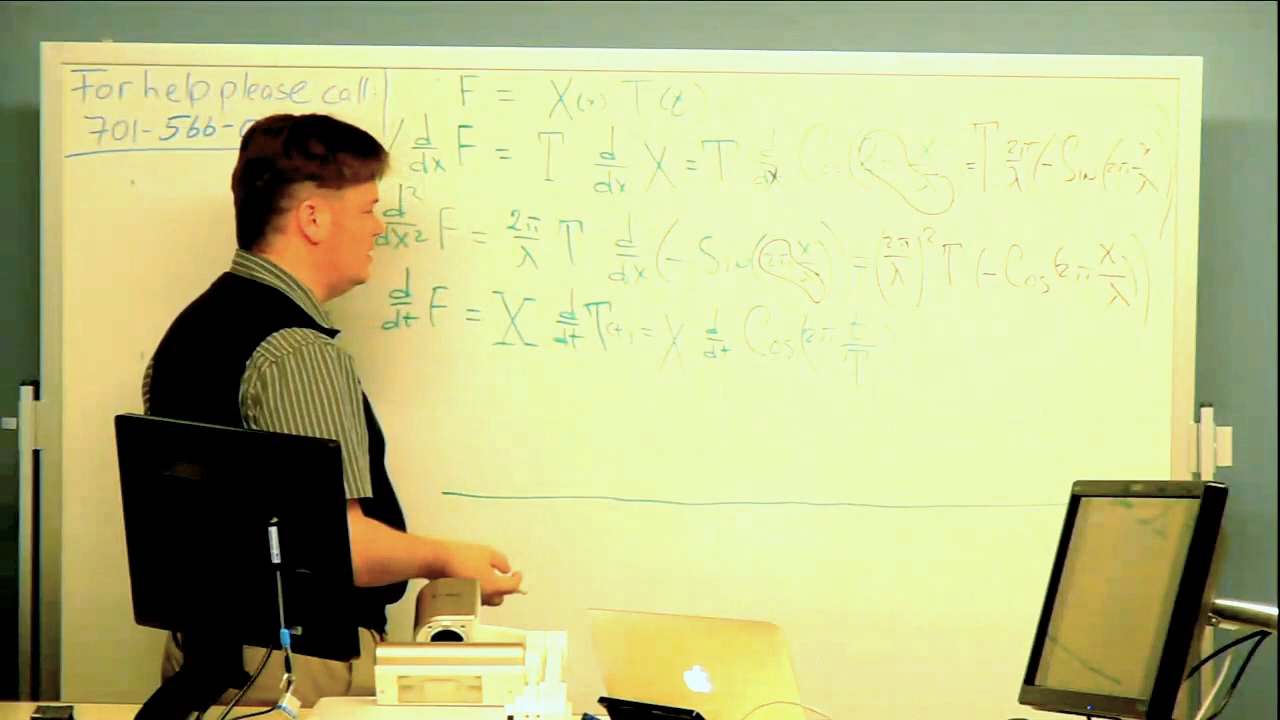 For help please call:
701-566-
F = X(x) T(t)
d/dx F = T d/dx X = T d/dx Cos = T 2π/λ (-Sin(2π x/λ))
d²/dx² F = 2π/λ T d/dx (-Sin(2π x/λ)) = (2π/λ)² T (-Cos(2π x/λ))
d/dt F = X d/dt T(t) = X d/dt Cos(2π t/T